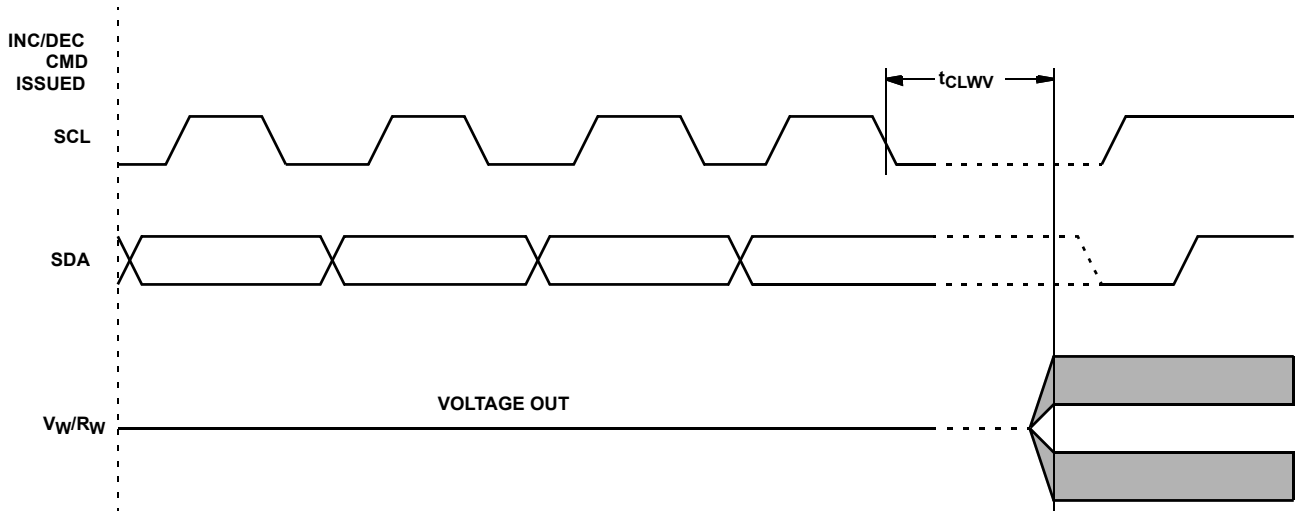 INC/DEC
CMD
ISSUED
tCLWV
SCL
SDA
VOLTAGE OUT
VW/RW